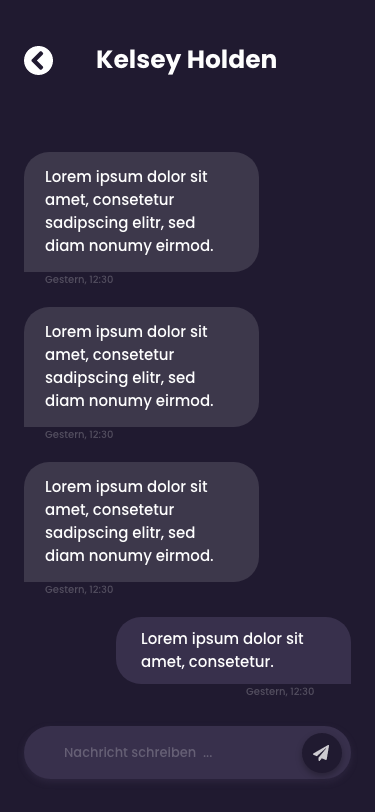 Kelsey Holden
Lorem ipsum dolor sit
amet, consetetur
sadipscing elitr, sed
diam nonumy eirmod.
Gestern, 12:30
Lorem ipsum dolor sit
amet, consetetur
sadipscing elitr, sed
diam nonumy eirmod.
Gestern, 12:30
Lorem ipsum dolor sit
amet, consetetur
sadipscing elitr, sed
diam nonumy eirmod.
Gestern, 12:30
Lorem ipsum dolor sit
amet, consetetur.
Gestern, 12:30
Nachricht schreiben ...